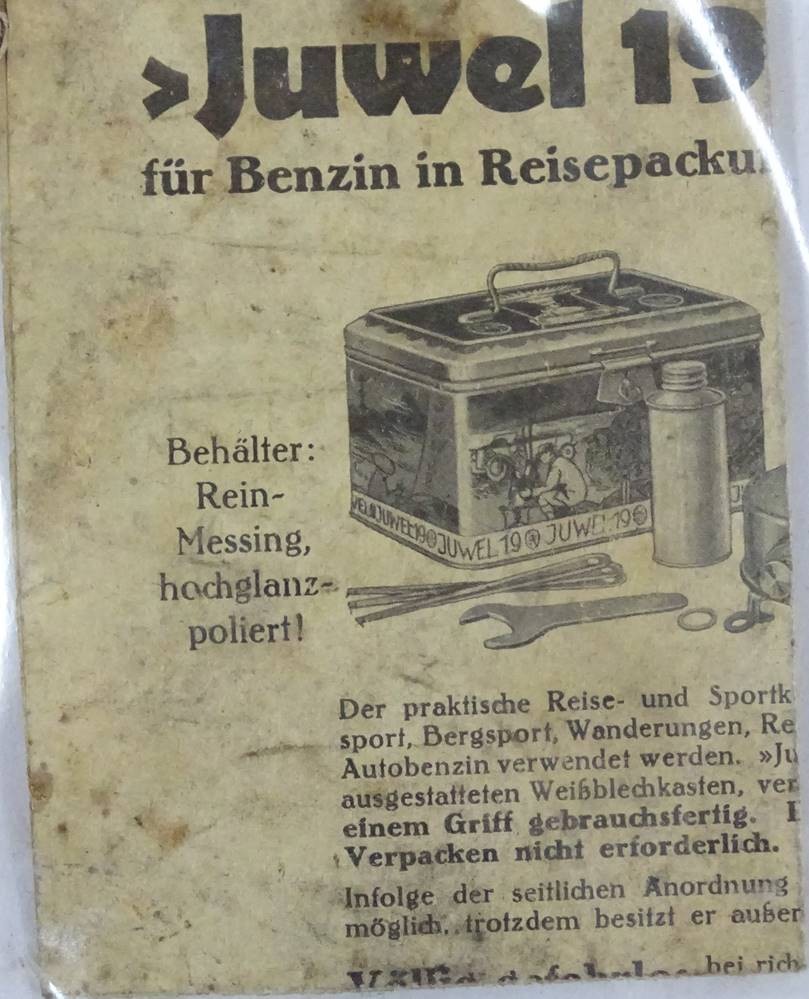 >Juwel 19
für Benzin in Reisepacku
Behälter:
Rein-
Messing,
hochglanz-
poliert!
JUWEL 19 ® JUWEL 19 ®
Der praktische Reise- und Sportk
sport, Bergsport, Wanderungen, Re
Autobenzin verwendet werden. »Ju
ausgestatteten Weißblechkasten, ver
einem Griff gebrauchsfertig.
Verpacken nicht erforderlich.
Infolge der seitlichen Anordnung
möglich, trotzdem besitzt er außer
bei rich